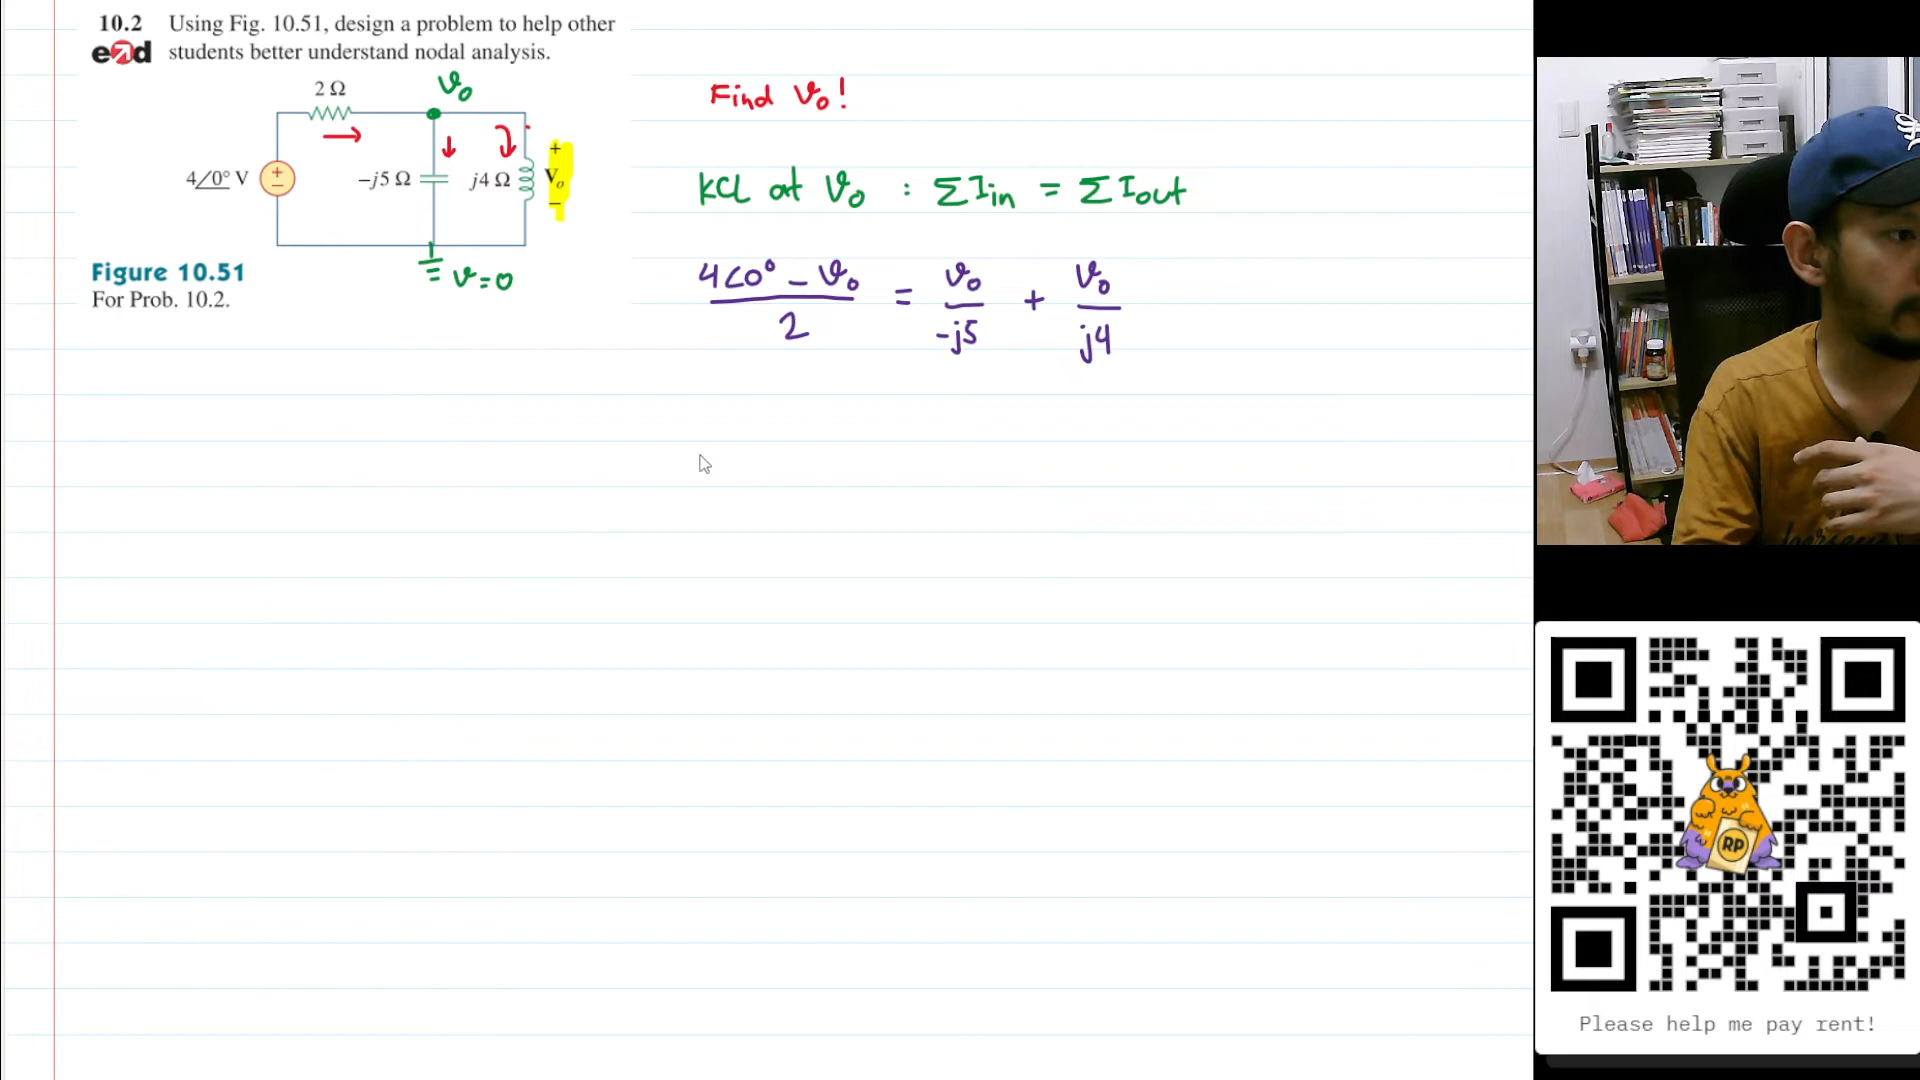 10.2 Using Fig. 10.51, design a problem to help other
students better understand nodal analysis.
2 Ω
v₀
4∠0° V
+
−
−j5 Ω
j4 Ω
+
Vₒ
−
v=0
Figure 10.51
For Prob. 10.2.
Find v₀!
KCL at v₀ : ΣIin = ΣIout
4∠0° − v₀ / 2 = v₀ / -j5 + v₀ / j4
RP
Please help me pay rent!